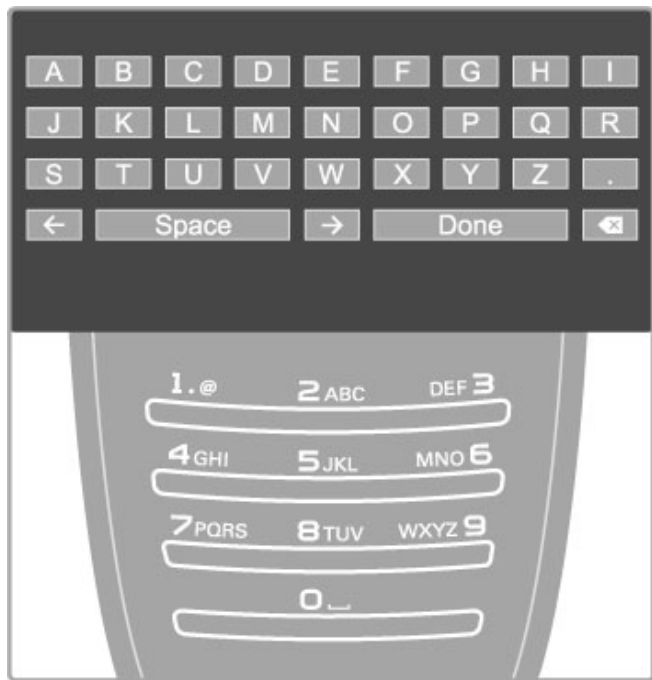 A B C D E F G H I
J K L M N O P Q R
S T U V W X Y Z .
← Space → Done ⌫
1.@ 2ABC DEF3
4GHI 5JKL MNO6
7PQRS 8TUV WXYZ9
0⎵